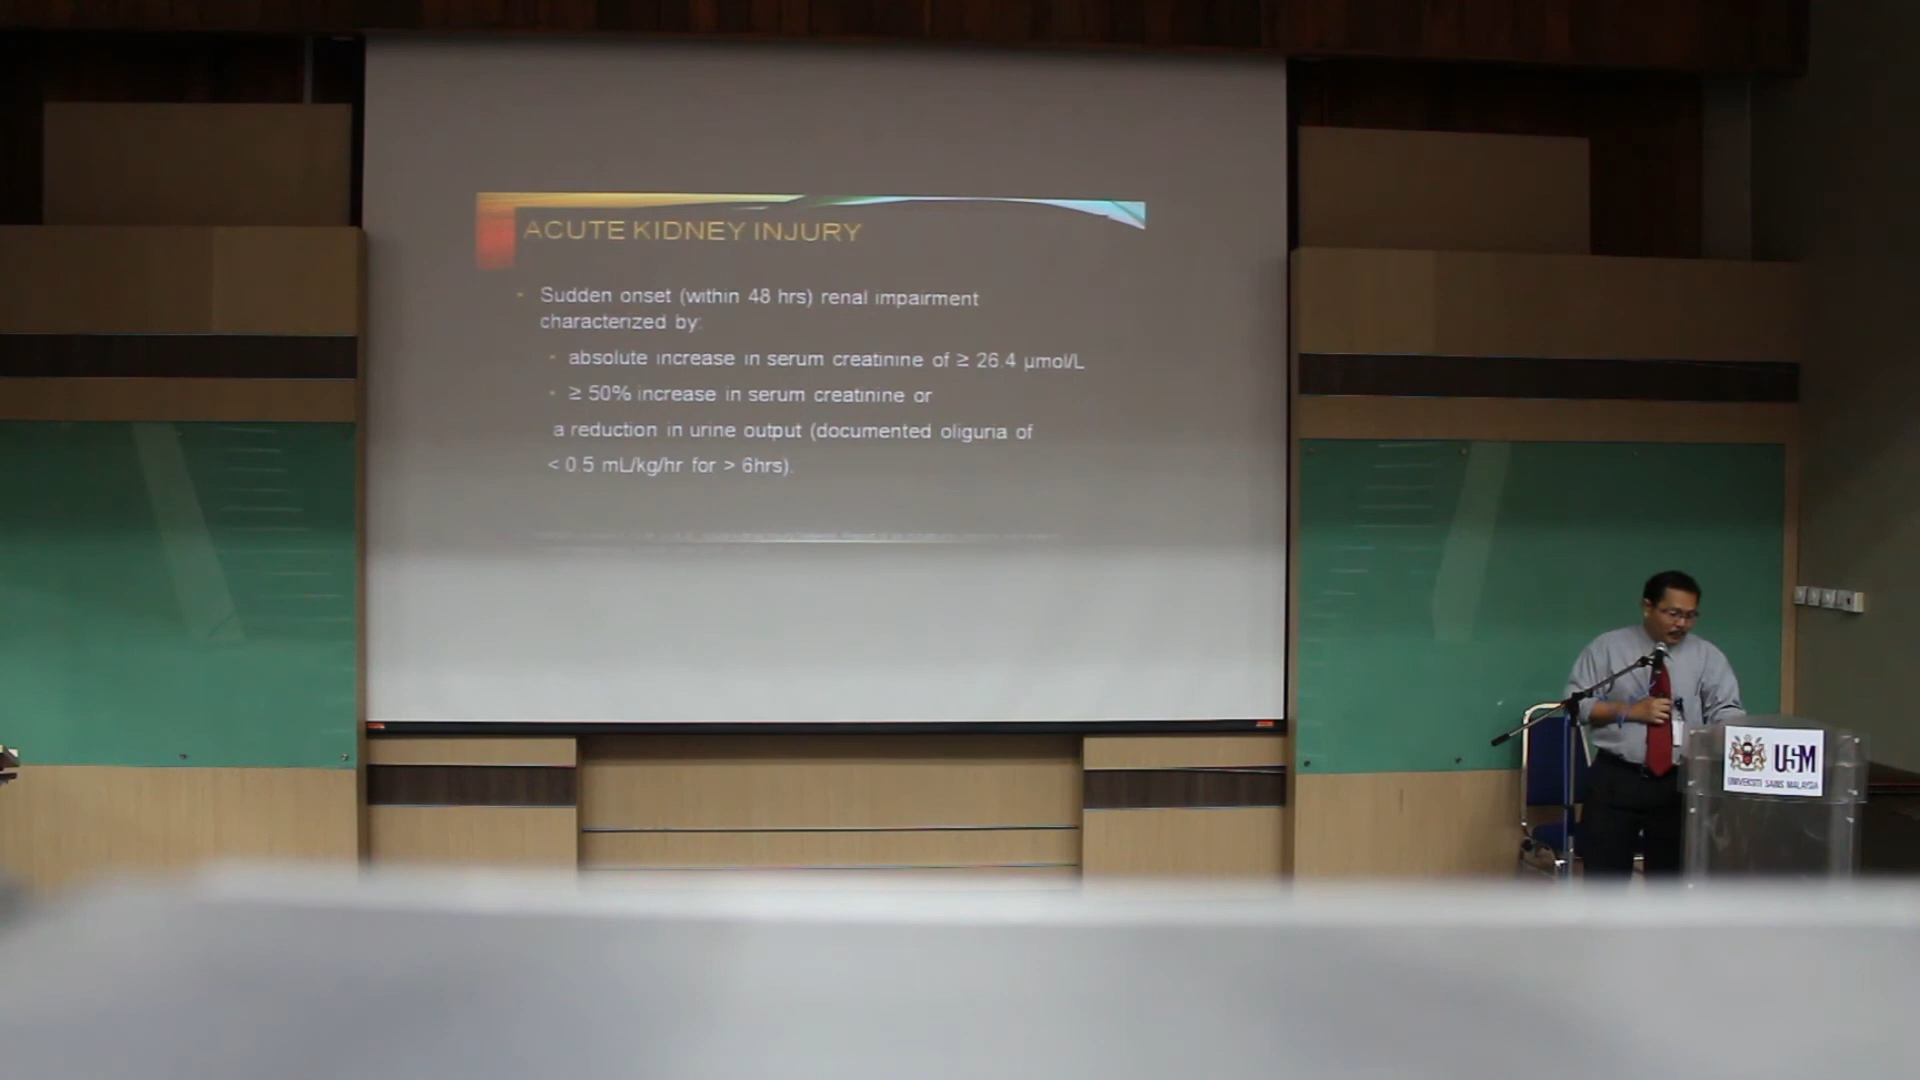 ACUTE KIDNEY INJURY
Sudden onset (within 48 hrs) renal impairment
characterized by:
absolute increase in serum creatinine of ≥ 26.4 µmol/L
≥ 50% increase in serum creatinine or
a reduction in urine output (documented oliguria of
< 0.5 mL/kg/hr for > 6hrs).
USM
UNIVERSITI SAINS MALAYSIA